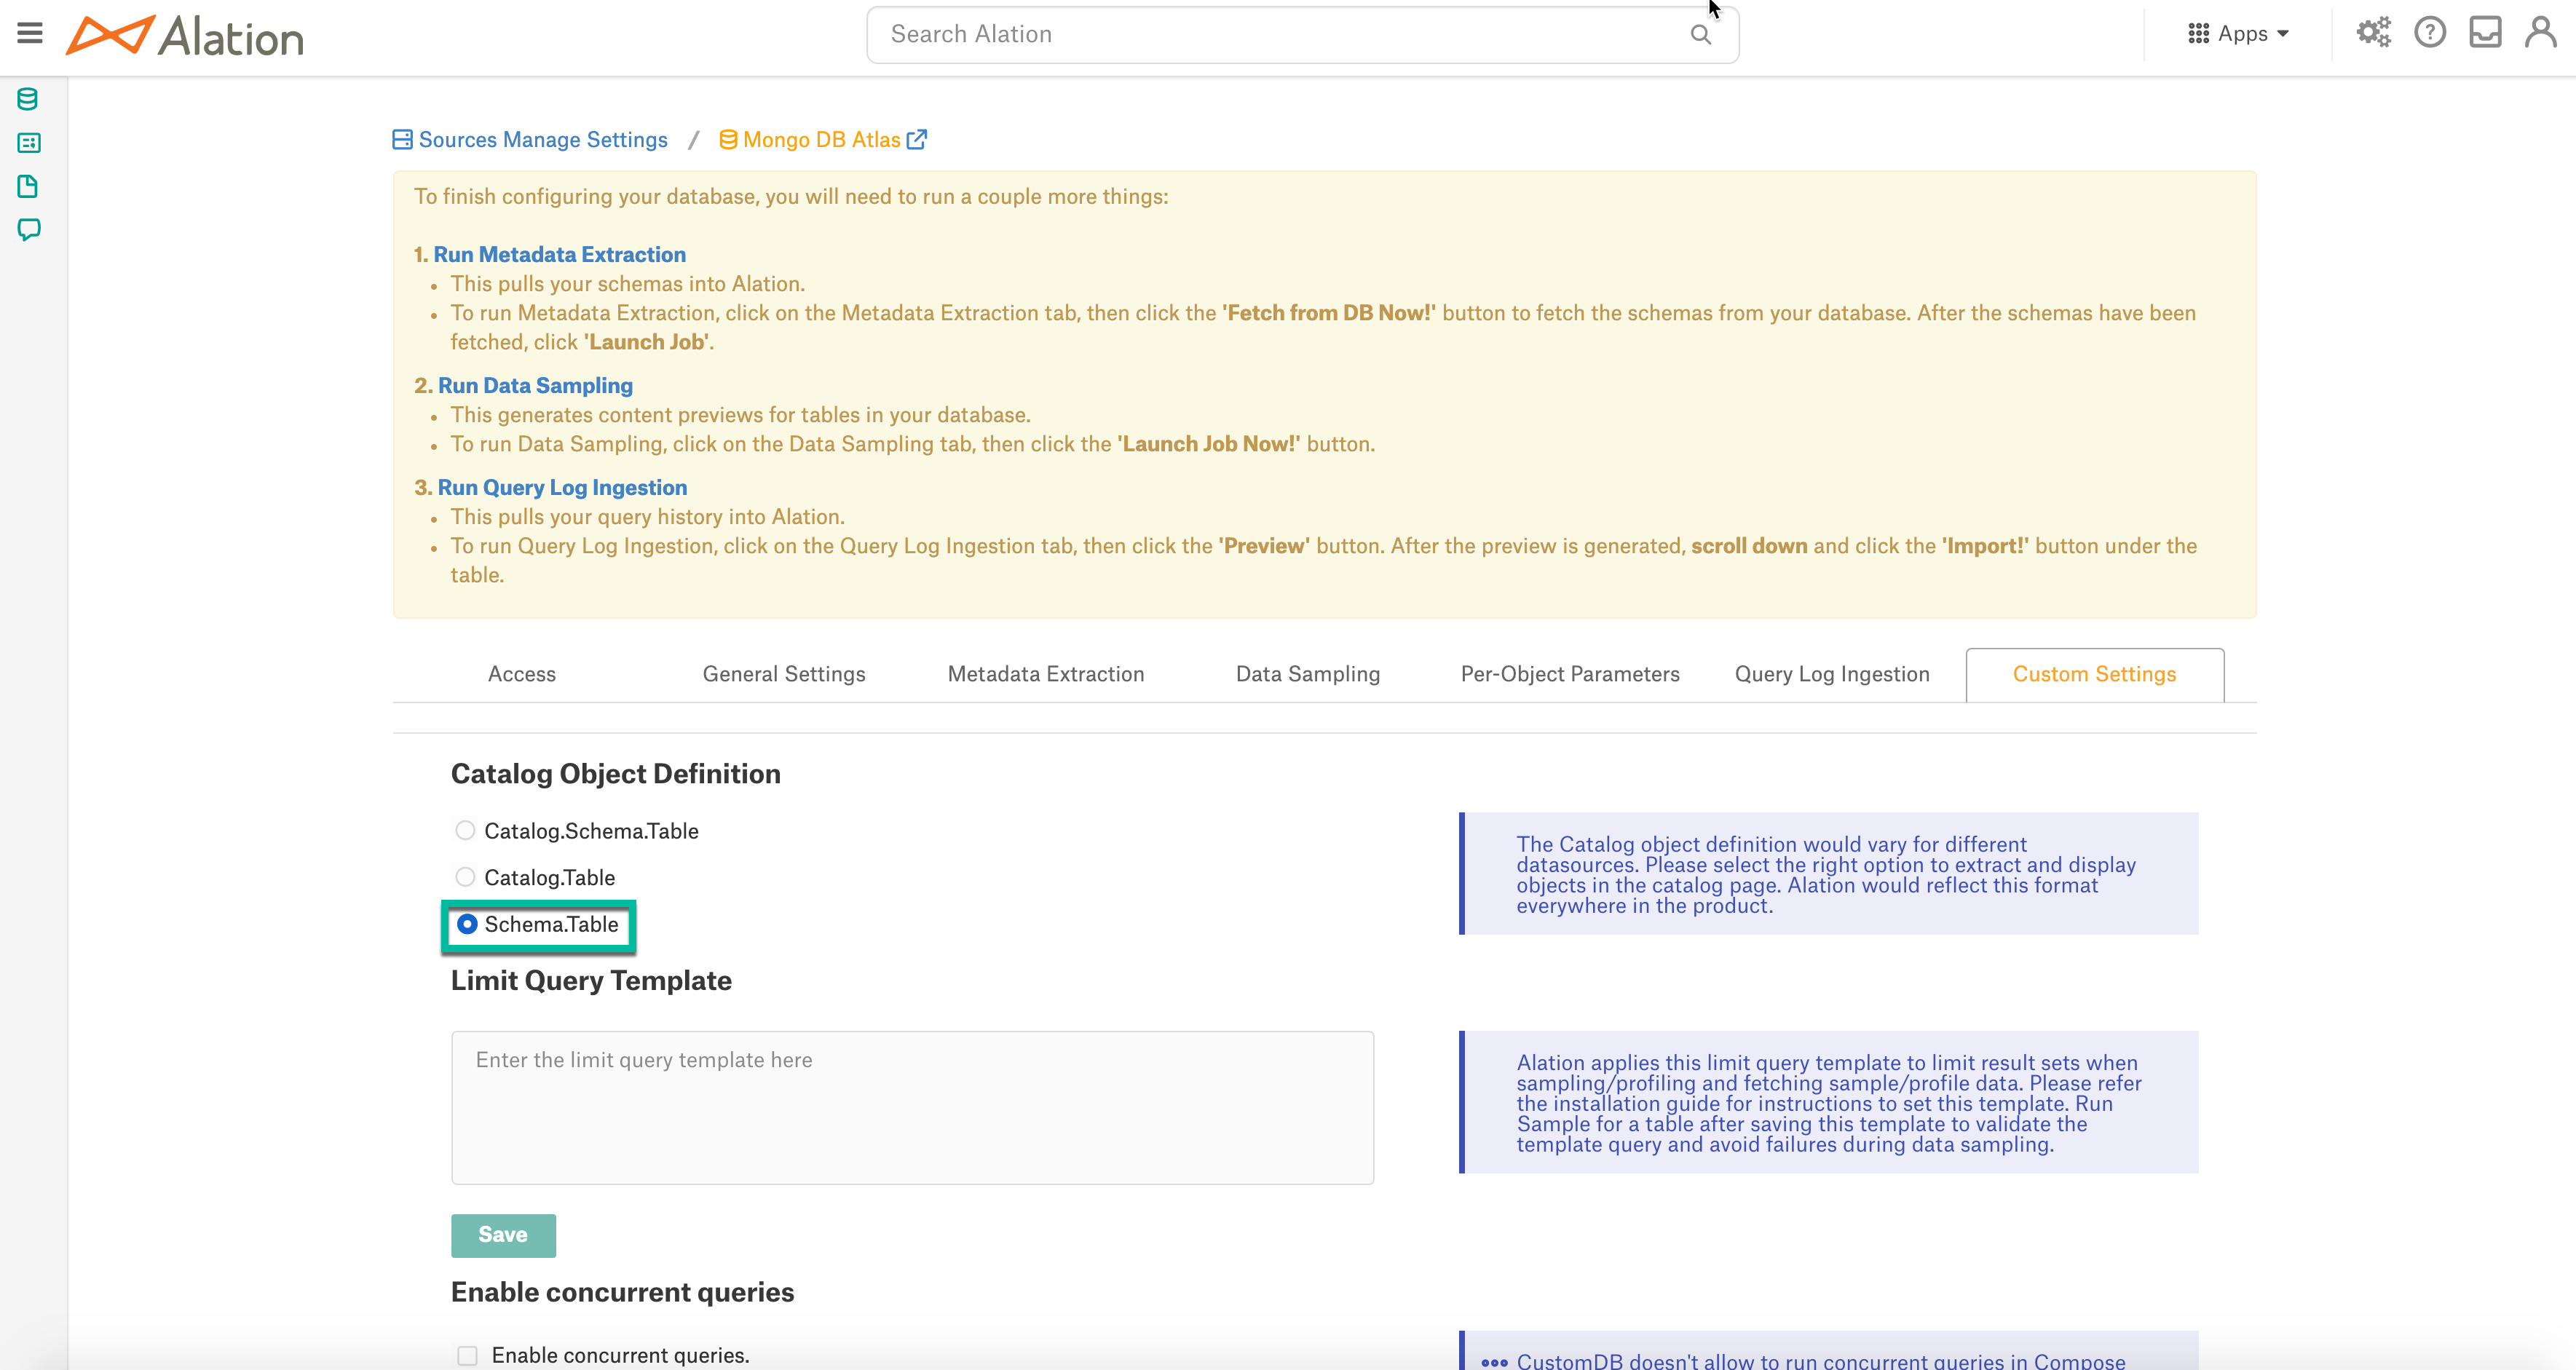 Alation
Search Alation
Apps
Sources Manage Settings / Mongo DB Atlas
To finish configuring your database, you will need to run a couple more things:
1. Run Metadata Extraction
• This pulls your schemas into Alation.
• To run Metadata Extraction, click on the Metadata Extraction tab, then click the 'Fetch from DB Now!' button to fetch the schemas from your database. After the schemas have been
fetched, click 'Launch Job'.
2. Run Data Sampling
• This generates content previews for tables in your database.
• To run Data Sampling, click on the Data Sampling tab, then click the 'Launch Job Now!' button.
3. Run Query Log Ingestion
• This pulls your query history into Alation.
• To run Query Log Ingestion, click on the Query Log Ingestion tab, then click the 'Preview' button. After the preview is generated, scroll down and click the 'Import!' button under the
table.
Access General Settings Metadata Extraction Data Sampling Per-Object Parameters Query Log Ingestion Custom Settings
Catalog Object Definition
Catalog.Schema.Table
Catalog.Table
Schema.Table
The Catalog object definition would vary for different
datasources. Please select the right option to extract and display
objects in the catalog page. Alation would reflect this format
everywhere in the product.
Limit Query Template
Enter the limit query template here
Alation applies this limit query template to limit result sets when
sampling/profiling and fetching sample/profile data. Please refer
the installation guide for instructions to set this template. Run
Sample for a table after saving this template to validate the
template query and avoid failures during data sampling.
Save
Enable concurrent queries
Enable concurrent queries.
CustomDB doesn't allow to run concurrent queries in Compose